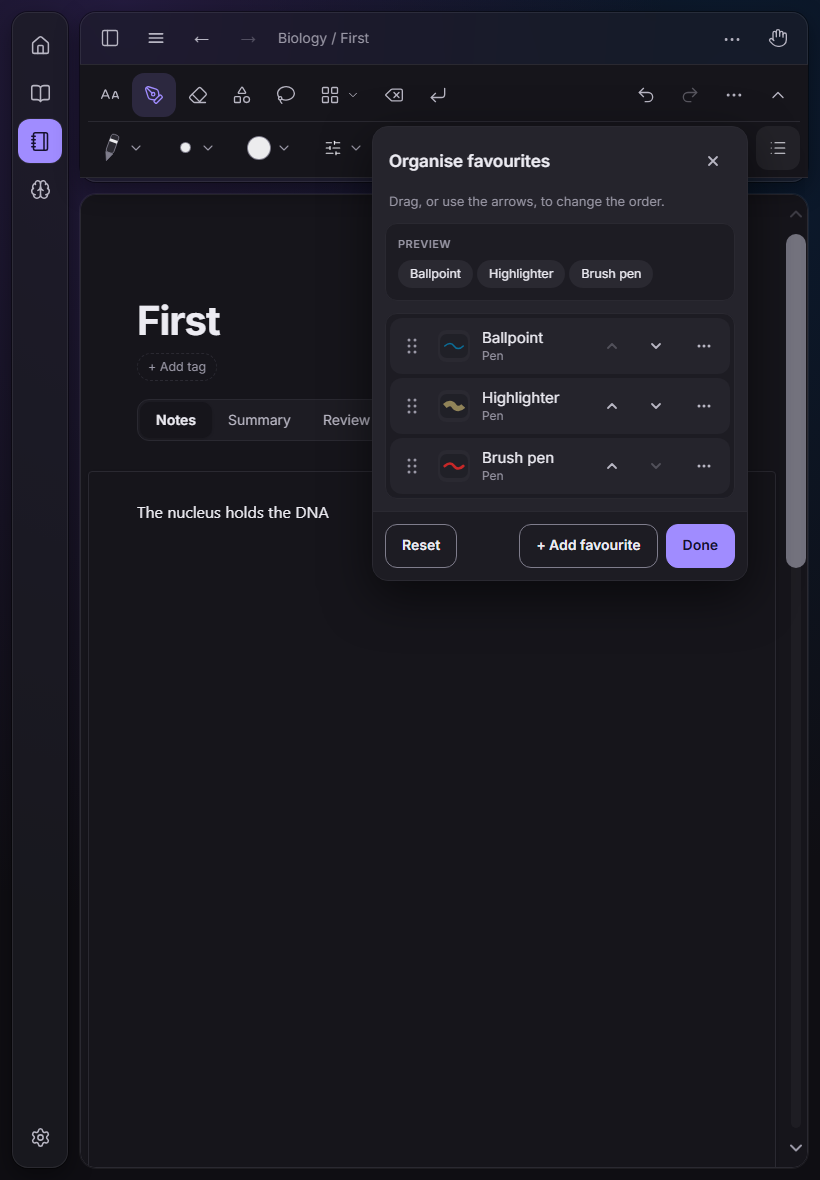 Biology / First
AA
Organise favourites
Drag, or use the arrows, to change the order.
PREVIEW
Ballpoint Highlighter Brush pen
First
+ Add tag
Notes Summary Review
Ballpoint
Pen
Highlighter
Pen
Brush pen
Pen
The nucleus holds the DNA
Reset + Add favourite Done